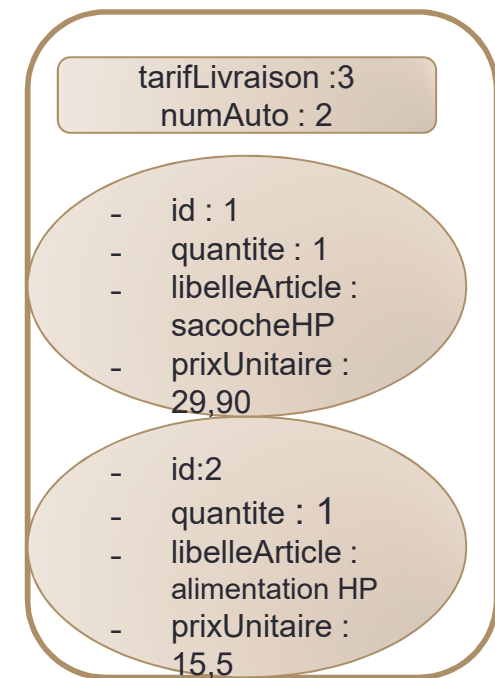 tarifLivraison :3
numAuto : 2
- id : 1
- quantite : 1
- libelleArticle :
sacocheHP
- prixUnitaire :
29,90
- id:2
- quantite : 1
- libelleArticle :
alimentation HP
- prixUnitaire :
15,5